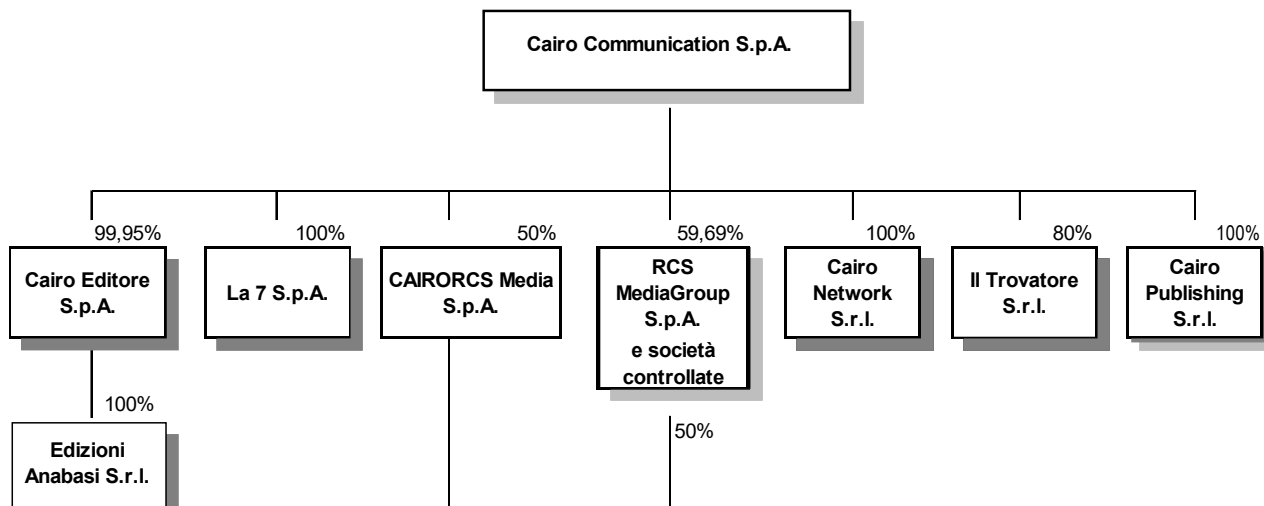 Cairo Communication S.p.A.
99,95%
100%
50%
59,69%
100%
80%
100%
Cairo Editore
S.p.A.
La 7 S.p.A.
CAIRORCS Media
S.p.A.
RCS
MediaGroup
S.p.A.
e società
controllate
Cairo
Network
S.r.l.
Il Trovatore
S.r.l.
Cairo
Publishing
S.r.l.
100%
50%
Edizioni
Anabasi S.r.l.